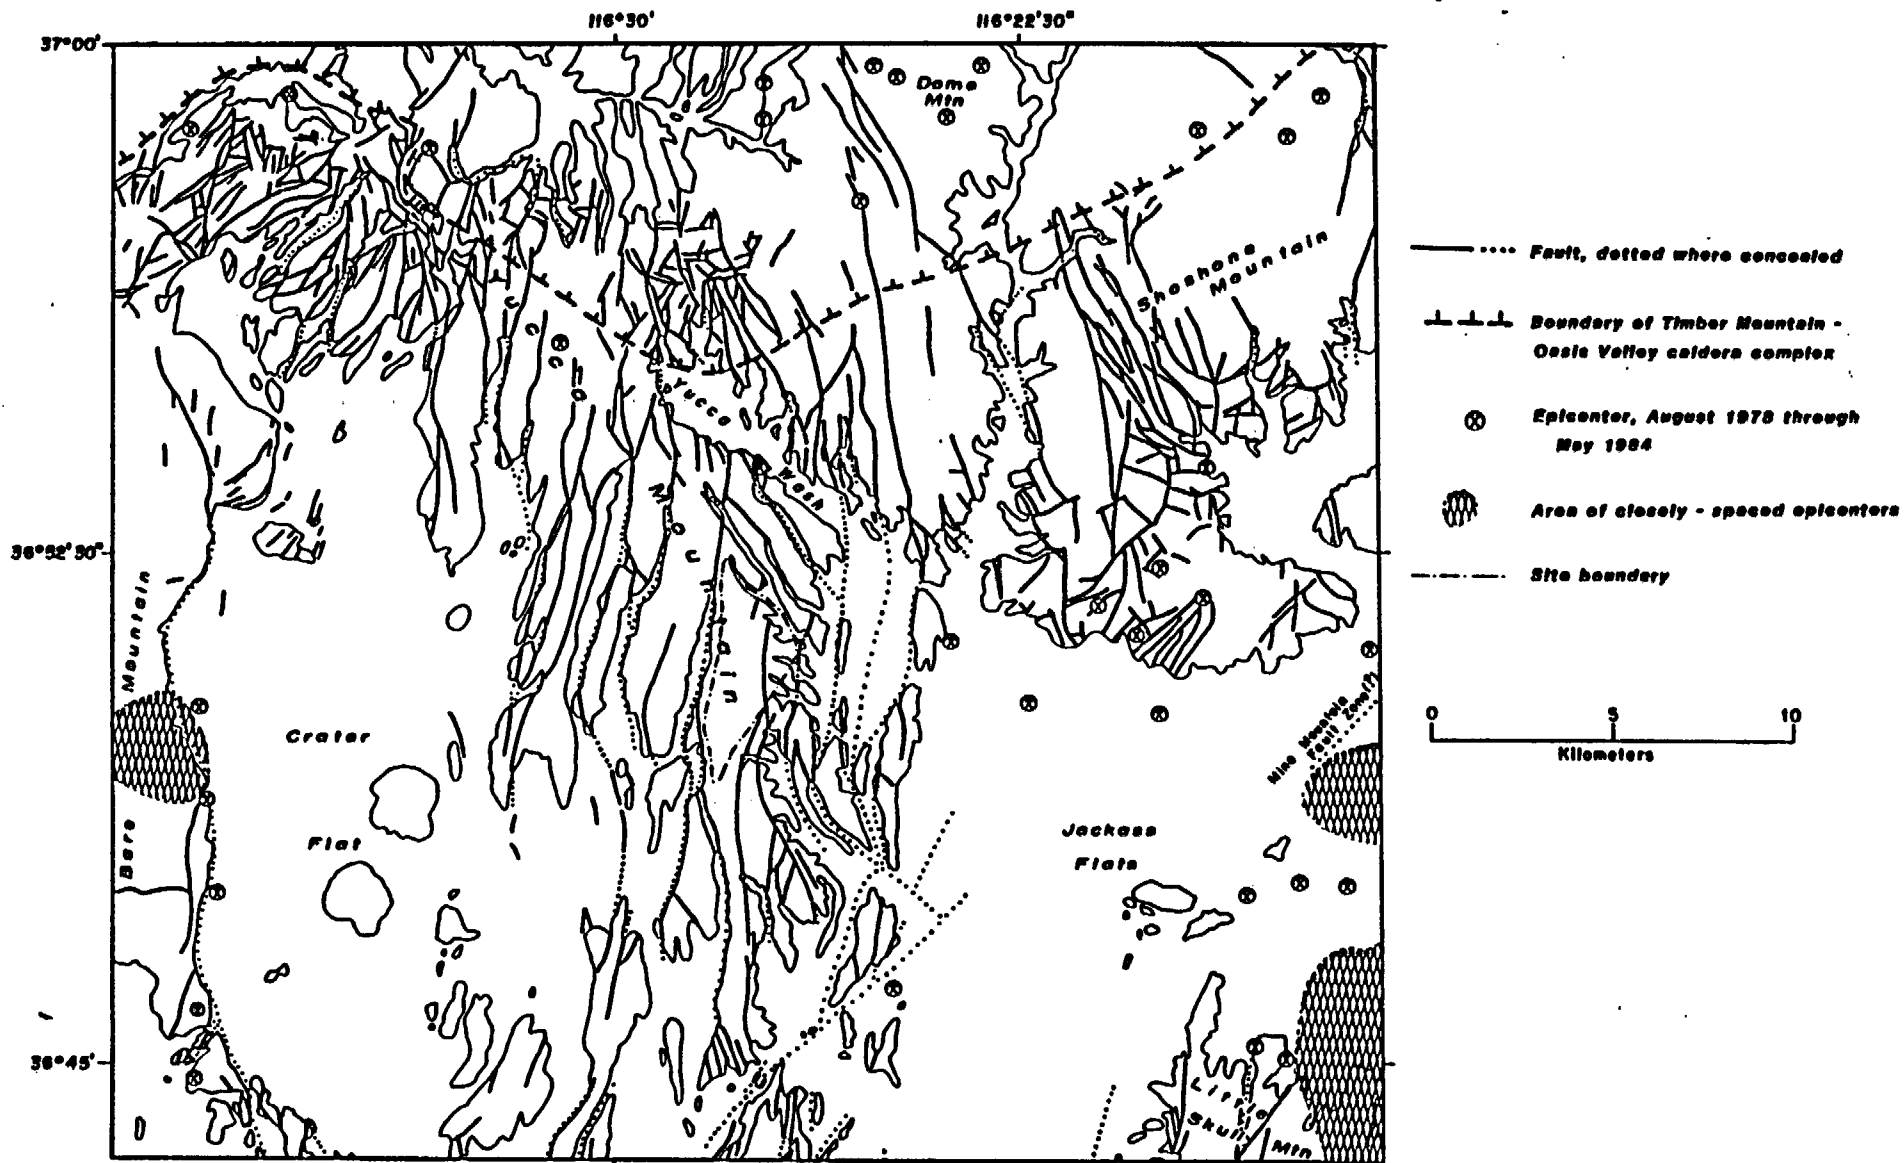 116°30'
116°22'30"
37°00'
Dome
Mtn
Shoshone
Mountain
Yucca
Wash
Yucca
Mountain
36°52'30"
Bare Mountain
Crater
Flat
Mine Mountain
Fault Zone??
Jackass
Flats
36°45'
Little
Skull
Mtn
Fault, dotted where concealed
Boundary of Timber Mountain -
Oasis Valley caldera complex
Epicenter, August 1978 through
May 1984
Area of closely - spaced epicenters
Site boundary
0 5 10
Kilometers